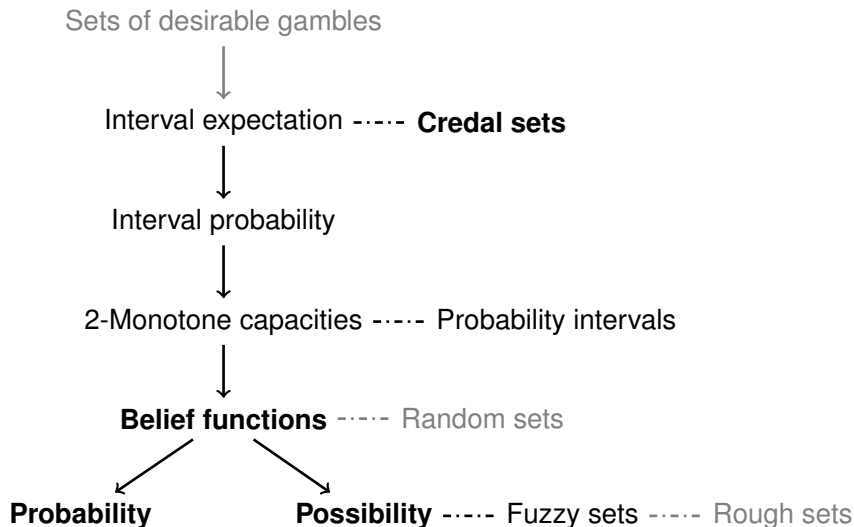 Sets of desirable gambles
Interval expectation Credal sets
Interval probability
2-Monotone capacities Probability intervals
Belief functions Random sets
Probability Possibility Fuzzy sets Rough sets